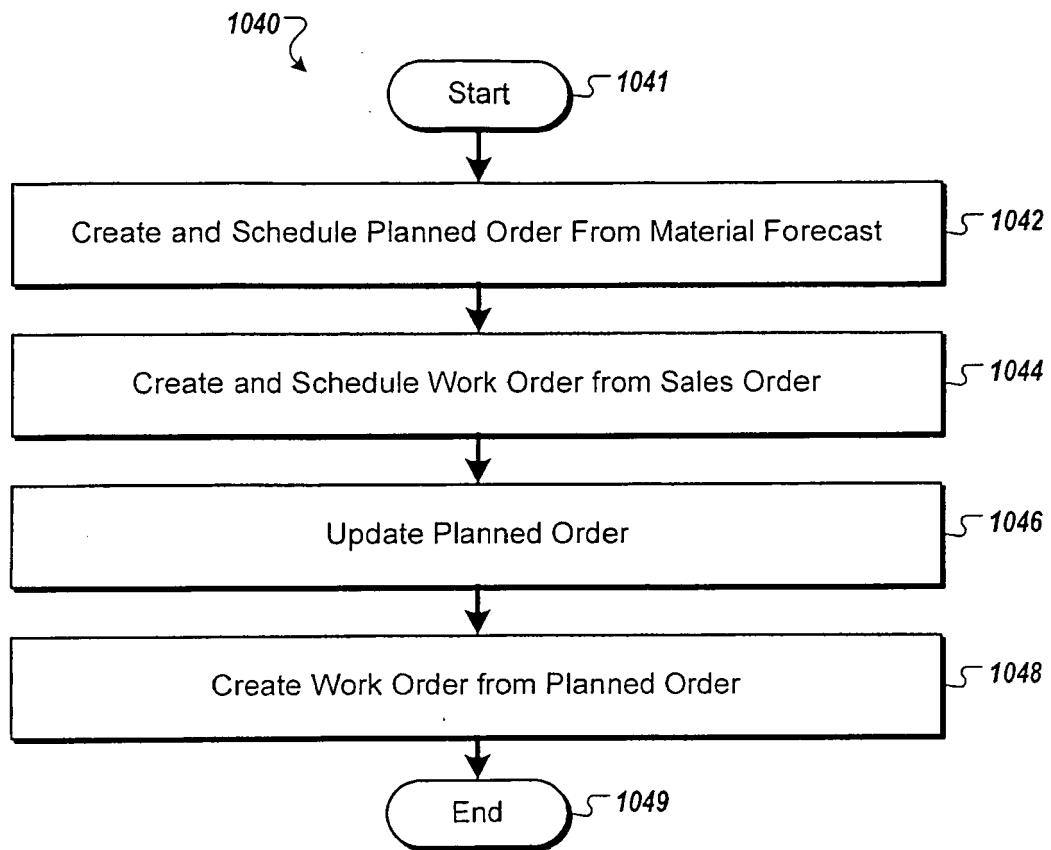 1040
Start
1041
Create and Schedule Planned Order From Material Forecast
1042
Create and Schedule Work Order from Sales Order
1044
Update Planned Order
1046
Create Work Order from Planned Order
1048
End
1049